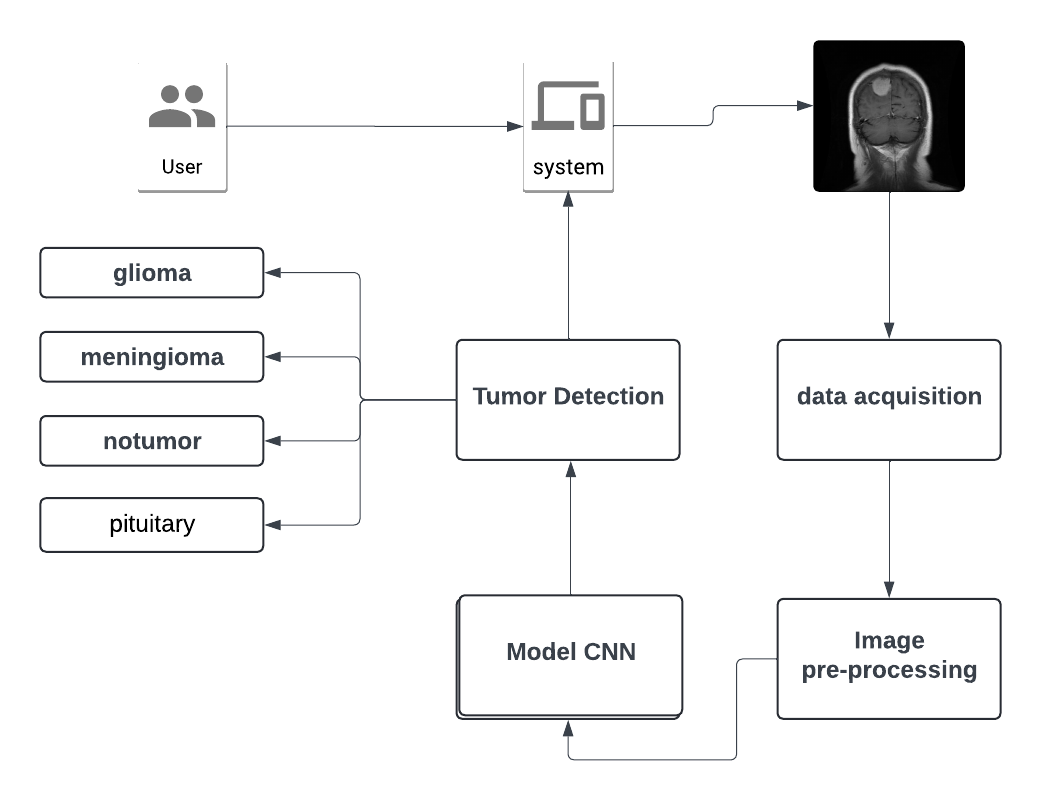 User
system
glioma
meningioma
notumor
pituitary
Tumor Detection
data acquisition
Model CNN
Image
pre-processing